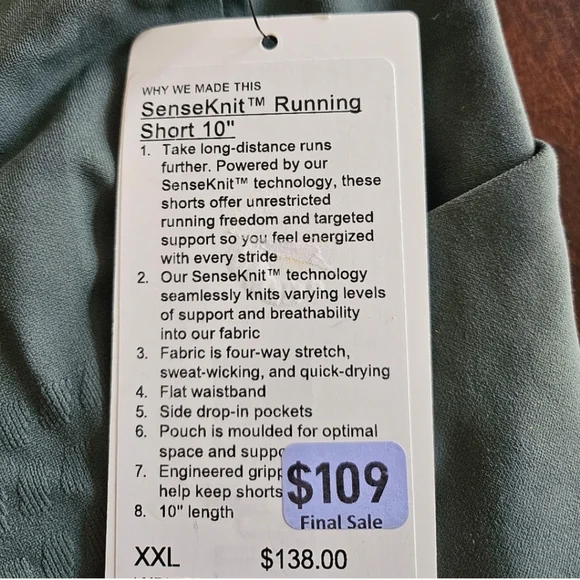 WHY WE MADE THIS
SenseKnit™ Running
Short 10"
1. Take long-distance runs
further. Powered by our
SenseKnit™ technology, these
shorts offer unrestricted
running freedom and targeted
support so you feel energized
with every stride
2. Our SenseKnit™ technology
seamlessly knits varying levels
of support and breathability
into our fabric
3. Fabric is four-way stretch,
sweat-wicking, and quick-drying
4. Flat waistband
5. Side drop-in pockets
6. Pouch is moulded for optimal
space and
7. Engineered
help keep shorts
8. 10" length
$109
Final Sale
XXL $138.00